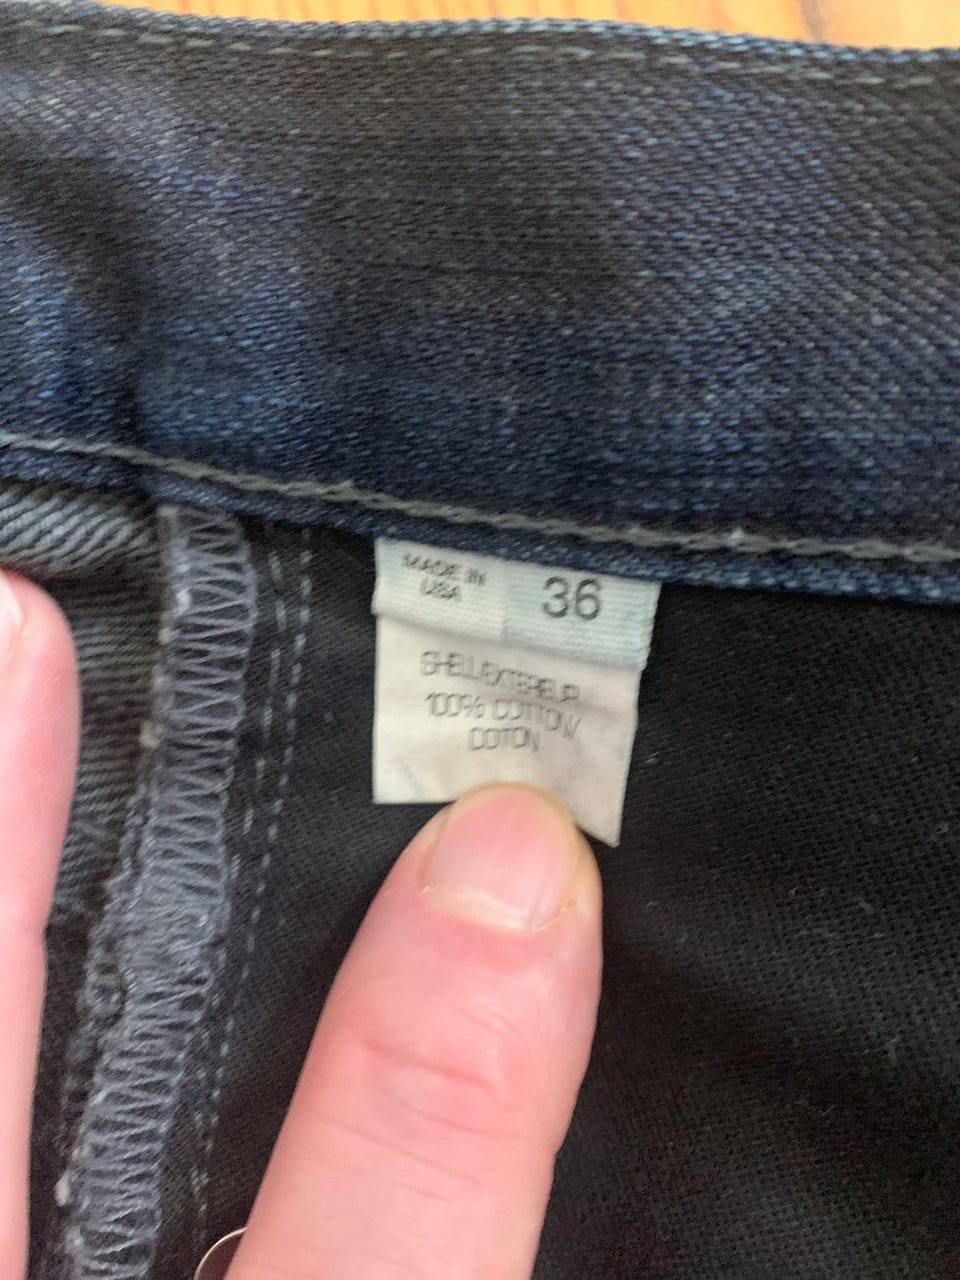 MADE IN
USA
36
SHELL/EXTERIEUR
100% COTTON/
COTON